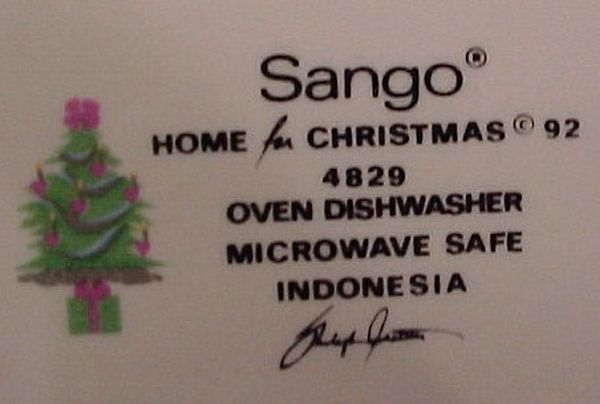 Sango®
HOME for CHRISTMAS © 92
4829
OVEN DISHWASHER
MICROWAVE SAFE
INDONESIA